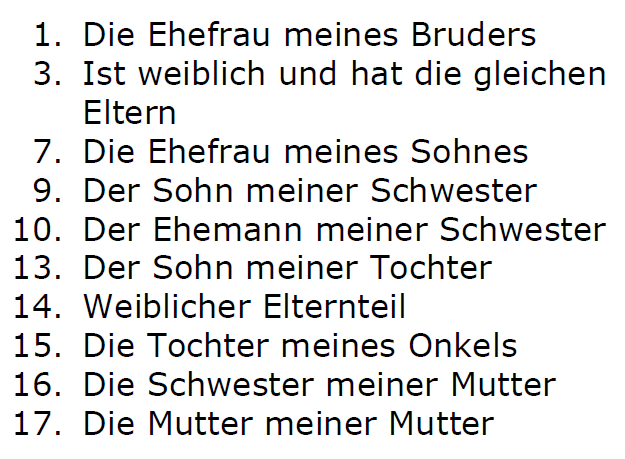 1. Die Ehefrau meines Bruders
3. Ist weiblich und hat die gleichen
Eltern
7. Die Ehefrau meines Sohnes
9. Der Sohn meiner Schwester
10. Der Ehemann meiner Schwester
13. Der Sohn meiner Tochter
14. Weiblicher Elternteil
15. Die Tochter meines Onkels
16. Die Schwester meiner Mutter
17. Die Mutter meiner Mutter